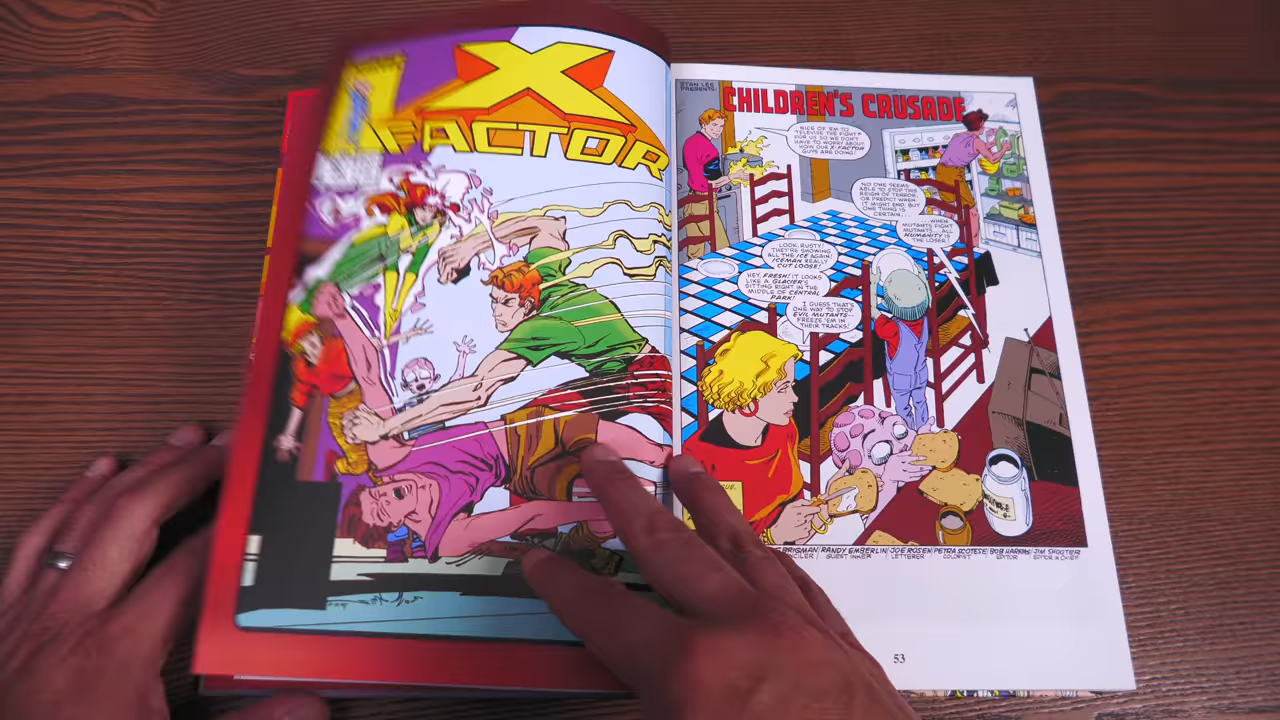 X
FACTOR
STAN LEE
PRESENTS:
CHILDREN'S CRUSADE
NICE OF 'EM TO
TELEVISE THE FIGHT
FOR US SO WE DON'T
HAVE TO WORRY ABOUT
HOW OUR X-FACTOR
GUYS ARE DOING!
NO ONE SEEMS
ABLE TO STOP THIS
REIGN OF TERROR,
OR PREDICT WHEN
IT MIGHT END. BUT
ONE THING IS
CERTAIN...
...WHEN
MUTANTS FIGHT
MUTANTS... ALL
HUMANITY IS
THE LOSER
LOOK, RUSTY!
THEY'RE SHOWING
ALL THE ICE AGAIN!
ICEMAN REALLY
CUT LOOSE!
HEY, FRESH! IT LOOKS
LIKE A GLACIER'S
SITTING RIGHT IN THE
MIDDLE OF CENTRAL
PARK!
I GUESS THAT'S
ONE WAY TO STOP
EVIL MUTANTS--
FREEZE 'EM IN
THEIR TRACKS!
BRIGMAN RANDY EMBERLIN JOE ROSEN PETRA SCOTESE BOB HARRAS JIM SHOOTER
GUEST INKER LETTERER COLORIST EDITOR EDITOR IN CHIEF
53